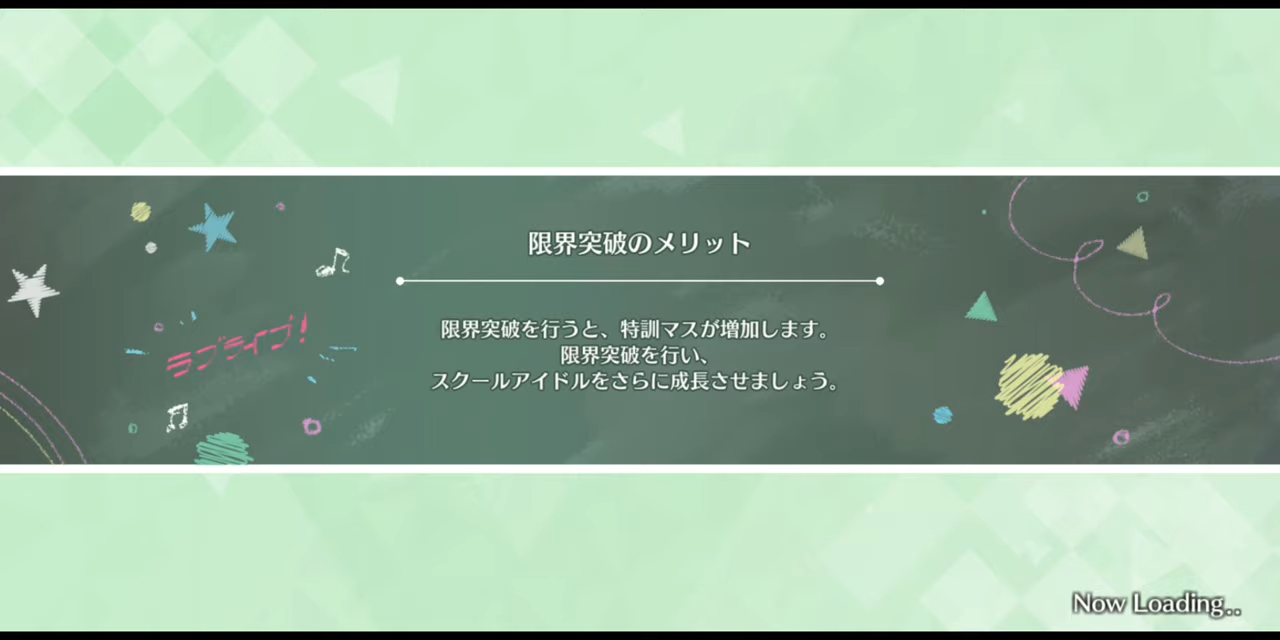 限界突破のメリット
限界突破を行うと、特訓マスが増加します。
限界突破を行い、
スクールアイドルをさらに成長させましょう。
ラブライブ!
Now Loading..